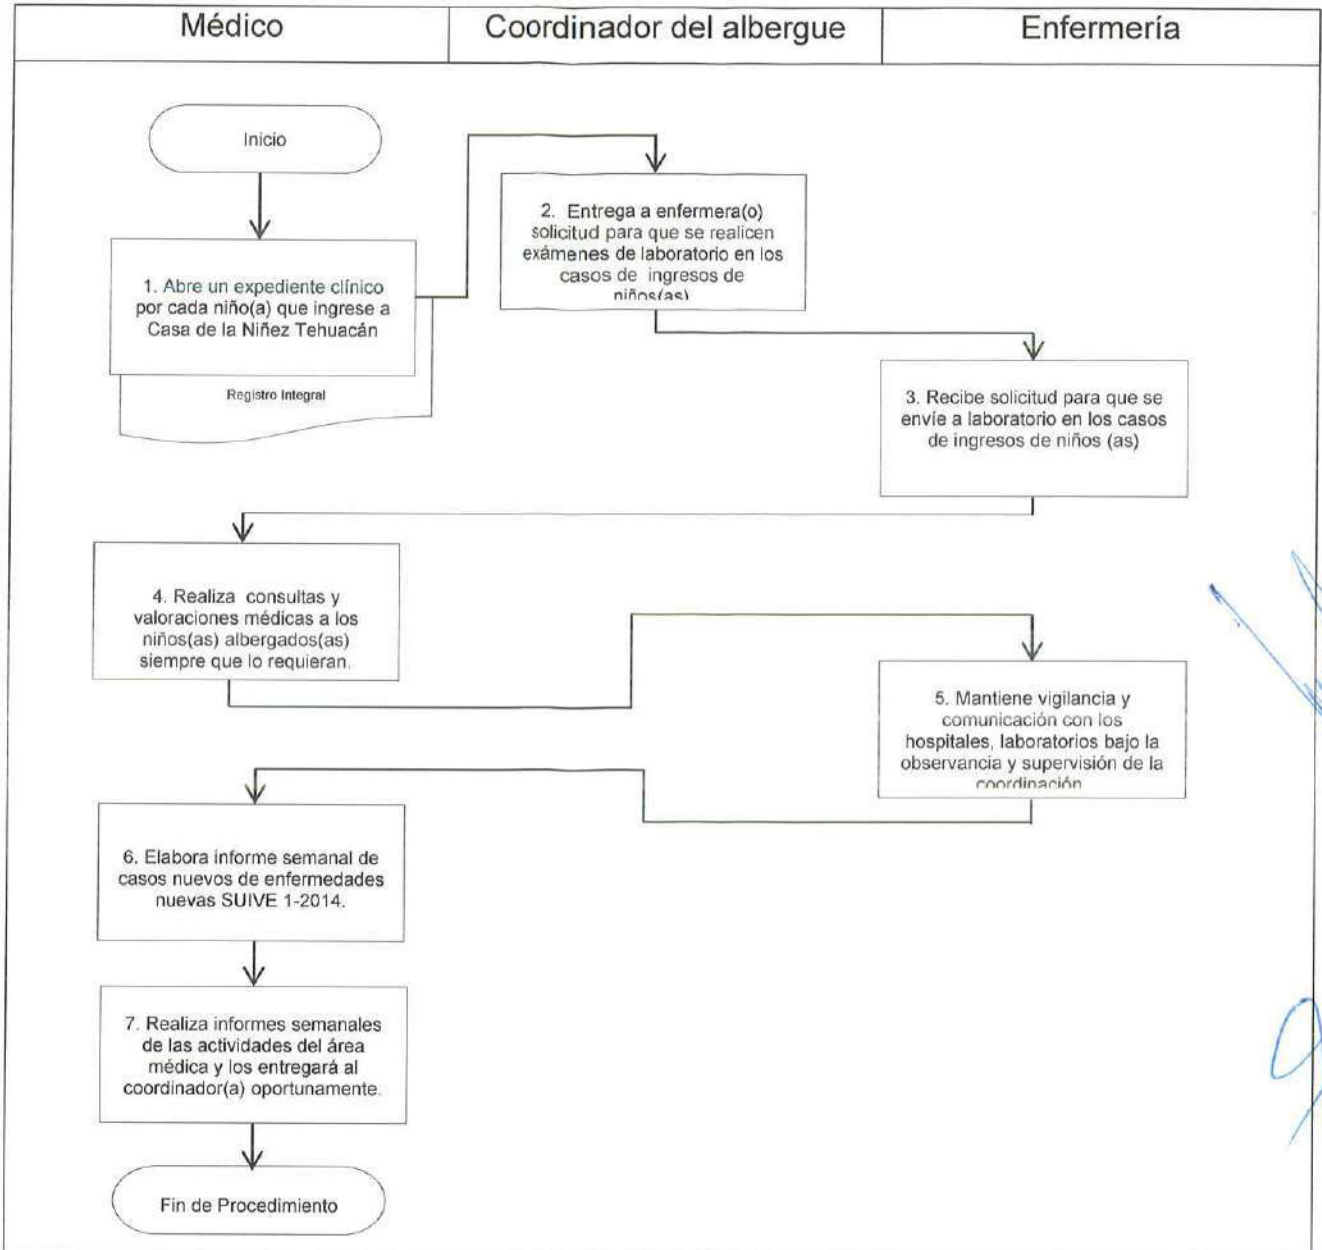 Médico
Coordinador del albergue
Enfermería
Inicio
1. Abre un expediente clínico
por cada niño(a) que ingrese a
Casa de la Niñez Tehuacán
Registro Integral
2. Entrega a enfermera(o)
solicitud para que se realicen
exámenes de laboratorio en los
casos de ingresos de
niños(as)
3. Recibe solicitud para que se
envíe a laboratorio en los casos
de ingresos de niños (as)
4. Realiza consultas y
valoraciones médicas a los
niños(as) albergados(as)
siempre que lo requieran.
5. Mantiene vigilancia y
comunicación con los
hospitales, laboratorios bajo la
observancia y supervisión de la
coordinación
6. Elabora informe semanal de
casos nuevos de enfermedades
nuevas SUIVE 1-2014.
7. Realiza informes semanales
de las actividades del área
médica y los entregará al
coordinador(a) oportunamente.
Fin de Procedimiento